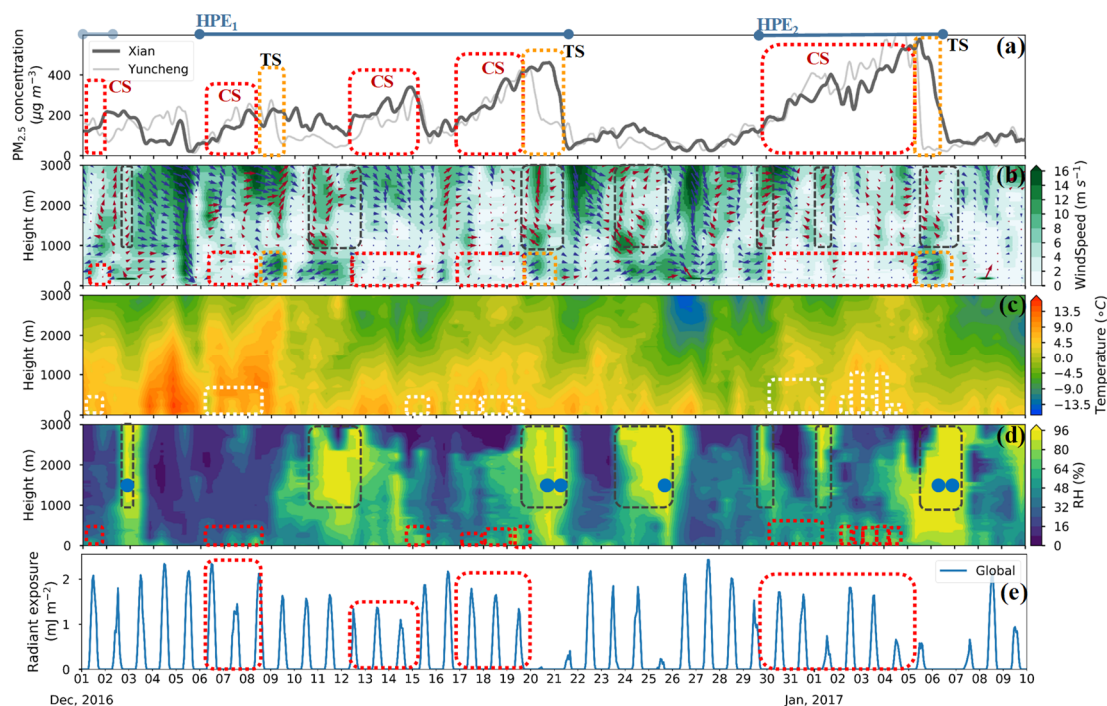 HPE1
HPE2
(a)
Xian
Yuncheng
CS
CS
TS
CS
CS
TS
CS
TS
400
200
0
PM2.5 concentration
(μg m−3)
(b)
3000
2000
1000
0
Height (m)
16
14
12
10
8
6
4
2
0
WindSpeed (m s−1)
(c)
3000
2000
1000
0
Height (m)
13.5
9.0
4.5
0.0
−4.5
−9.0
−13.5
Temperature (∘C)
(d)
3000
2000
1000
0
Height (m)
96
80
64
48
32
16
0
RH (%)
(e)
Global
2
1
0
Radiant exposure
(mJ m−2)
01 02 03 04 05 06 07 08 09 10 11 12 13 14 15 16 17 18 19 20 21 22 23 24 25 26 27 28 29 30 31 01 02 03 04 05 06 07 08 09 10
Dec, 2016
Jan, 2017